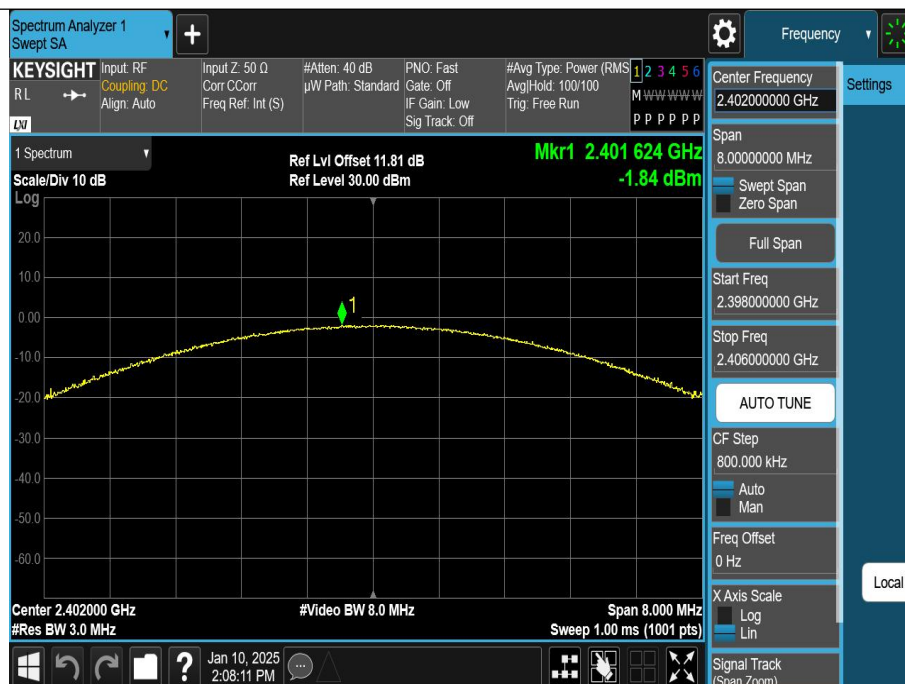 Spectrum Analyzer 1
Swept SA
+
Frequency
KEYSIGHT
RL
LXI
Input: RF
Coupling: DC
Align: Auto
Input Z: 50 Ω
Corr CCorr
Freq Ref: Int (S)
#Atten: 40 dB
µW Path: Standard
PNO: Fast
Gate: Off
IF Gain: Low
Sig Track: Off
#Avg Type: Power (RMS
Avg|Hold: 100/100
Trig: Free Run
1 2 3 4 5 6
M W W W W W
P P P P P P
1 Spectrum
Scale/Div 10 dB
Log
Ref Lvl Offset 11.81 dB
Ref Level 30.00 dBm
Mkr1 2.401 624 GHz
-1.84 dBm
20.0
10.0
0.00
-10.0
-20.0
-30.0
-40.0
-50.0
-60.0
1
Center 2.402000 GHz
#Res BW 3.0 MHz
#Video BW 8.0 MHz
Span 8.000 MHz
Sweep 1.00 ms (1001 pts)
Jan 10, 2025
2:08:11 PM
?
Center Frequency
2.402000000 GHz
Span
8.00000000 MHz
Swept Span
Zero Span
Full Span
Start Freq
2.398000000 GHz
Stop Freq
2.406000000 GHz
AUTO TUNE
CF Step
800.000 kHz
Auto
Man
Freq Offset
0 Hz
X Axis Scale
Log
Lin
Signal Track
(Span Zoom)
Settings
Local